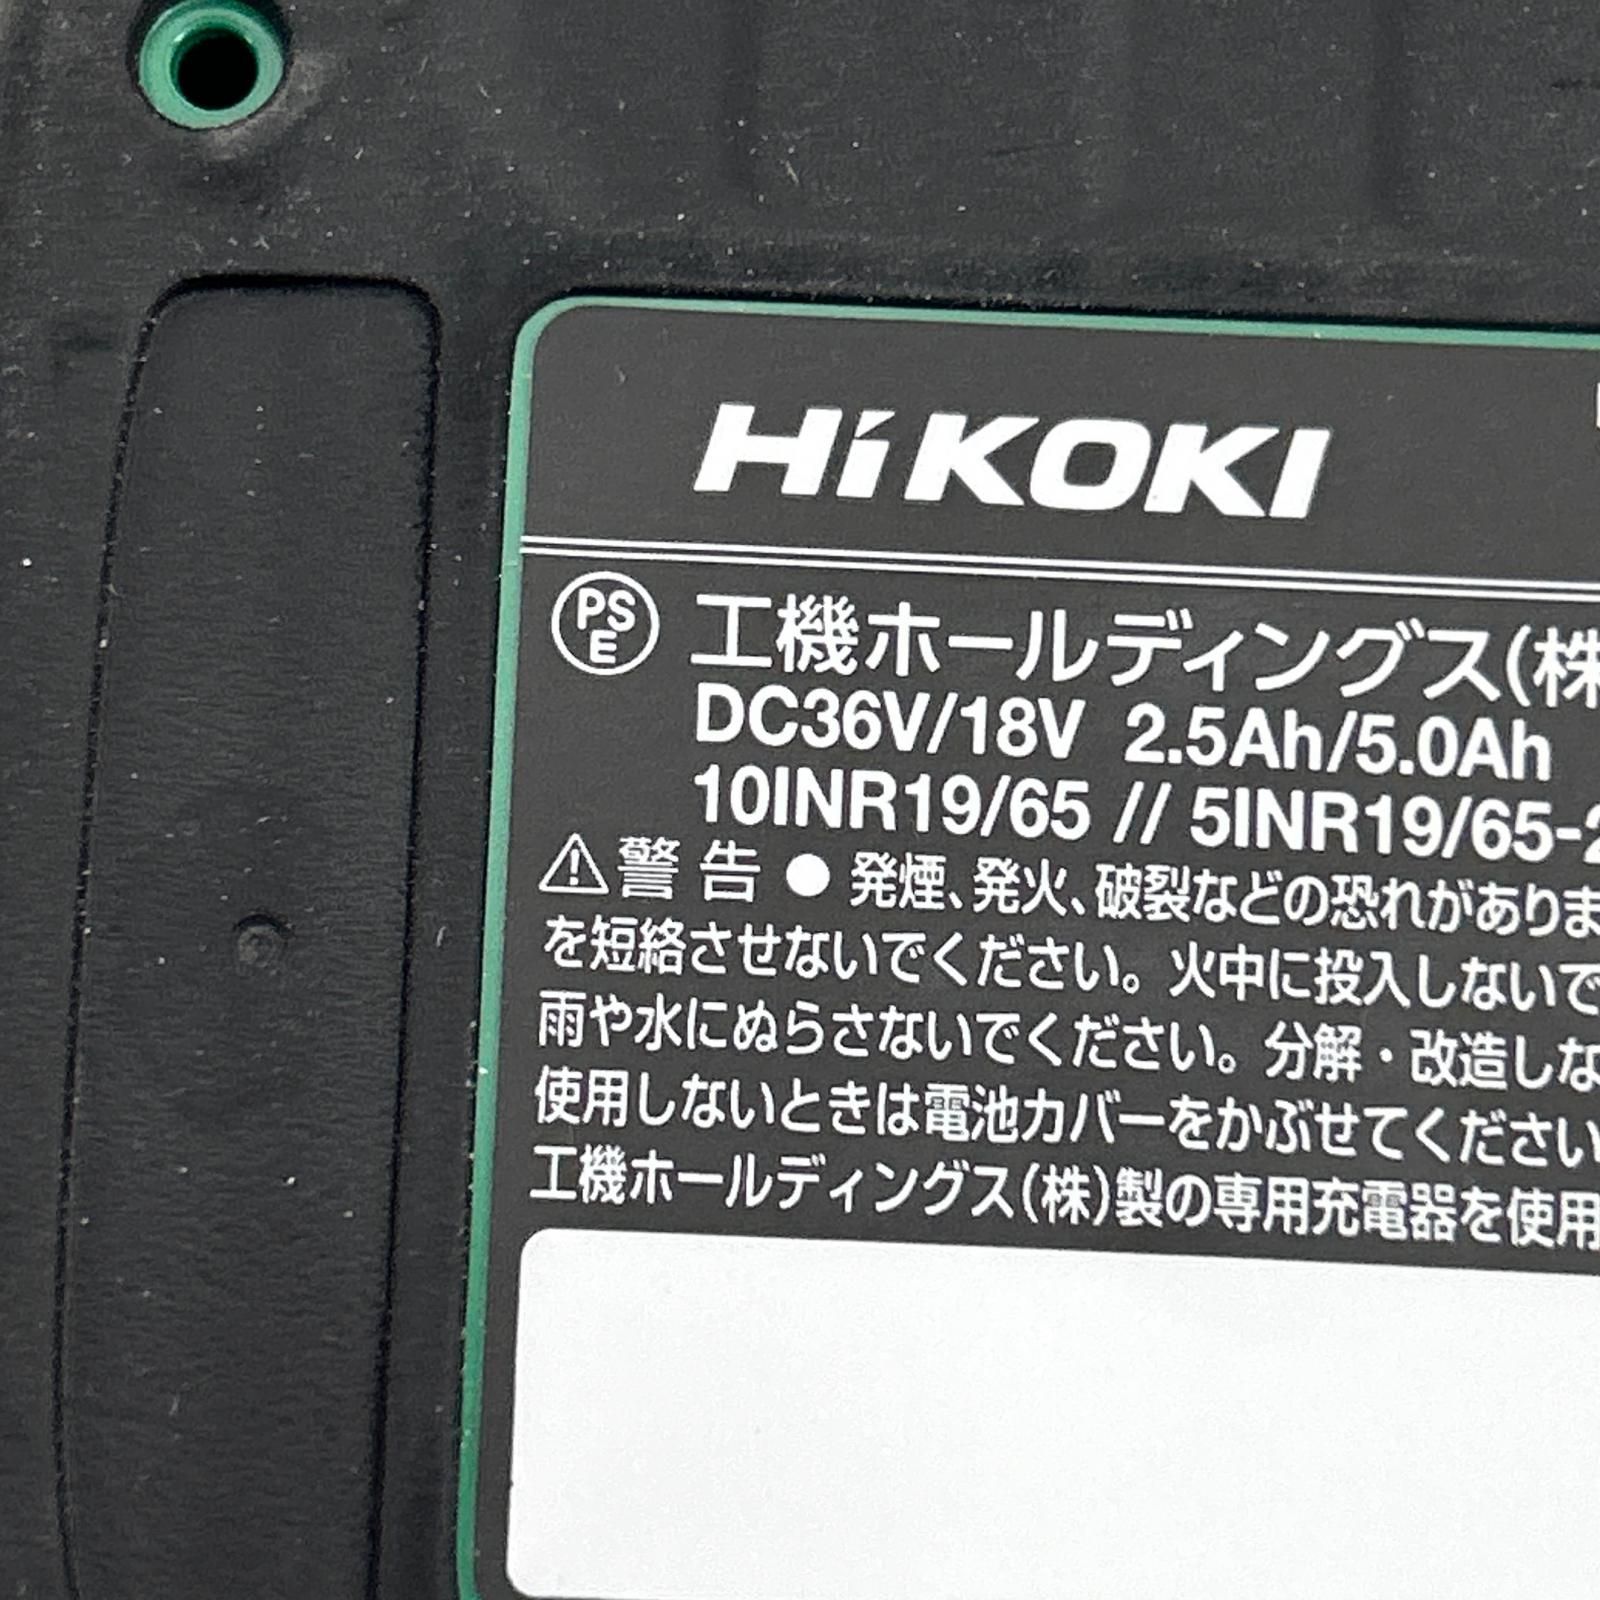 HiKOKI
PSE 工機ホールディングス(株
DC36V/18V 2.5Ah/5.0Ah
10INR19/65 // 5INR19/65-2
警告 ● 発煙、発火、破裂などの恐れがありま
を短絡させないでください。火中に投入しないで
雨や水にぬらさないでください。分解・改造しな
使用しないときは電池カバーをかぶせてください
工機ホールディングス(株)製の専用充電器を使用